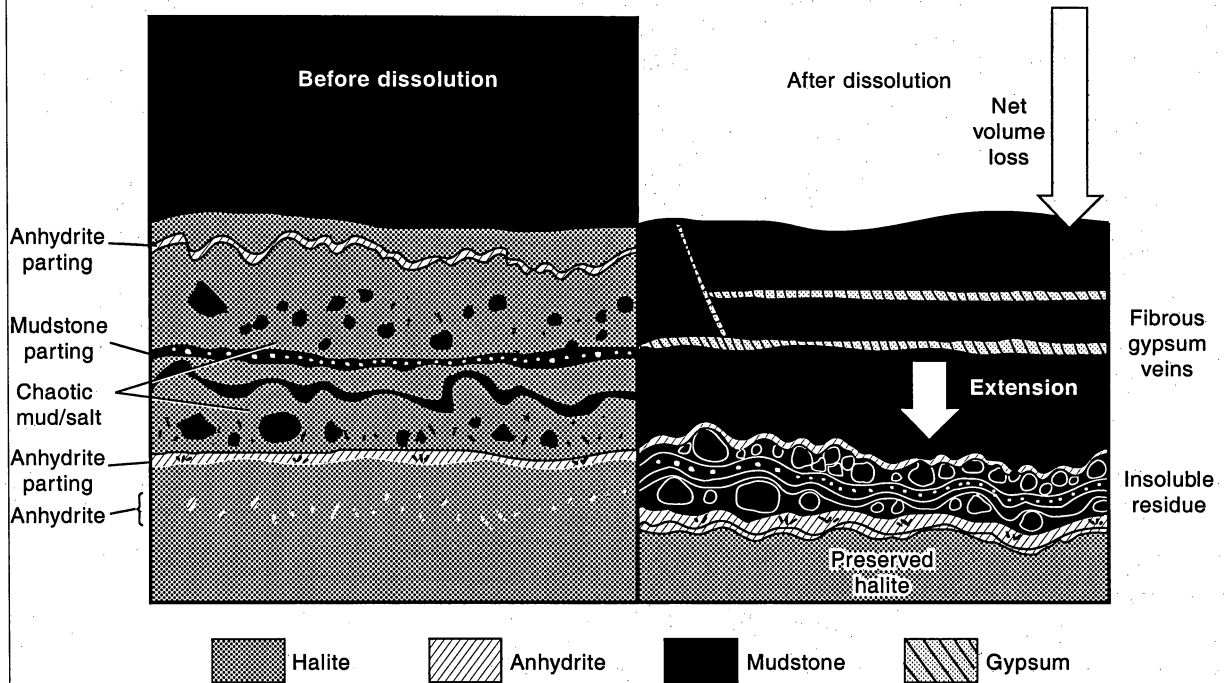 Before dissolution
After dissolution
Net
volume
loss
Anhydrite
parting
Mudstone
parting
Chaotic
mud/salt
Anhydrite
parting
Anhydrite
Fibrous
gypsum
veins
Extension
Insoluble
residue
Preserved
halite
Halite
Anhydrite
Mudstone
Gypsum